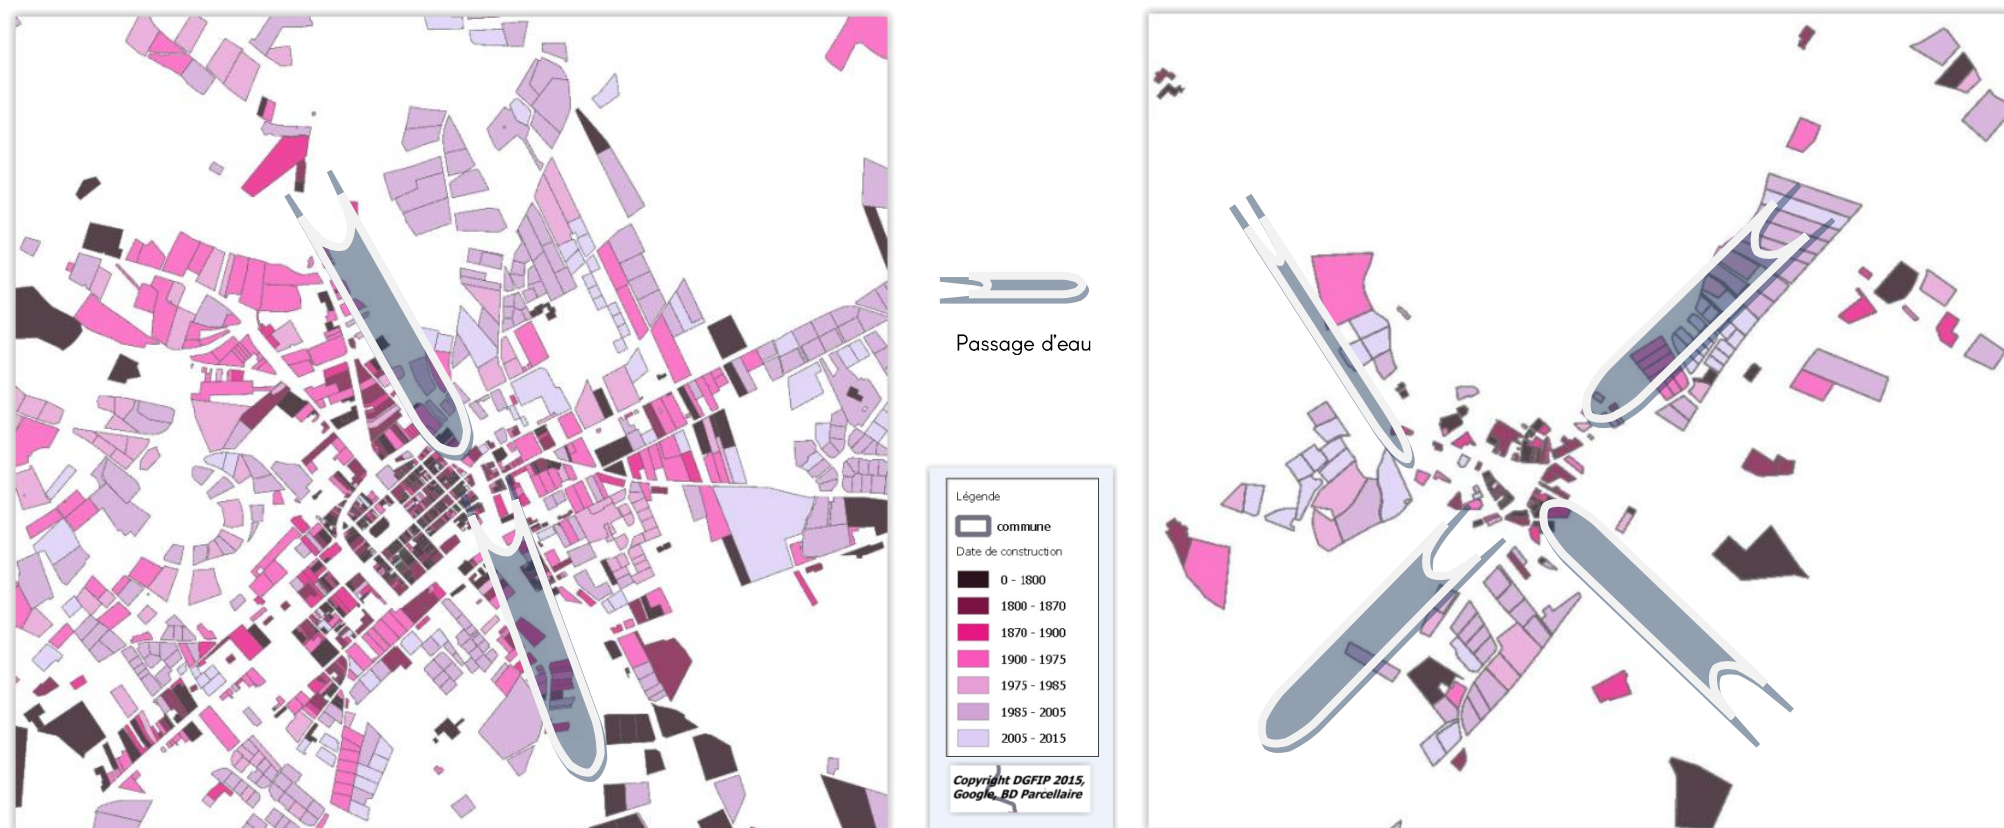 Passage d'eau
Légende
commune
Date de construction
0 - 1800
1800 - 1870
1870 - 1900
1900 - 1975
1975 - 1985
1985 - 2005
2005 - 2015
Copyright DGFIP 2015,
Google, BD Parcellaire